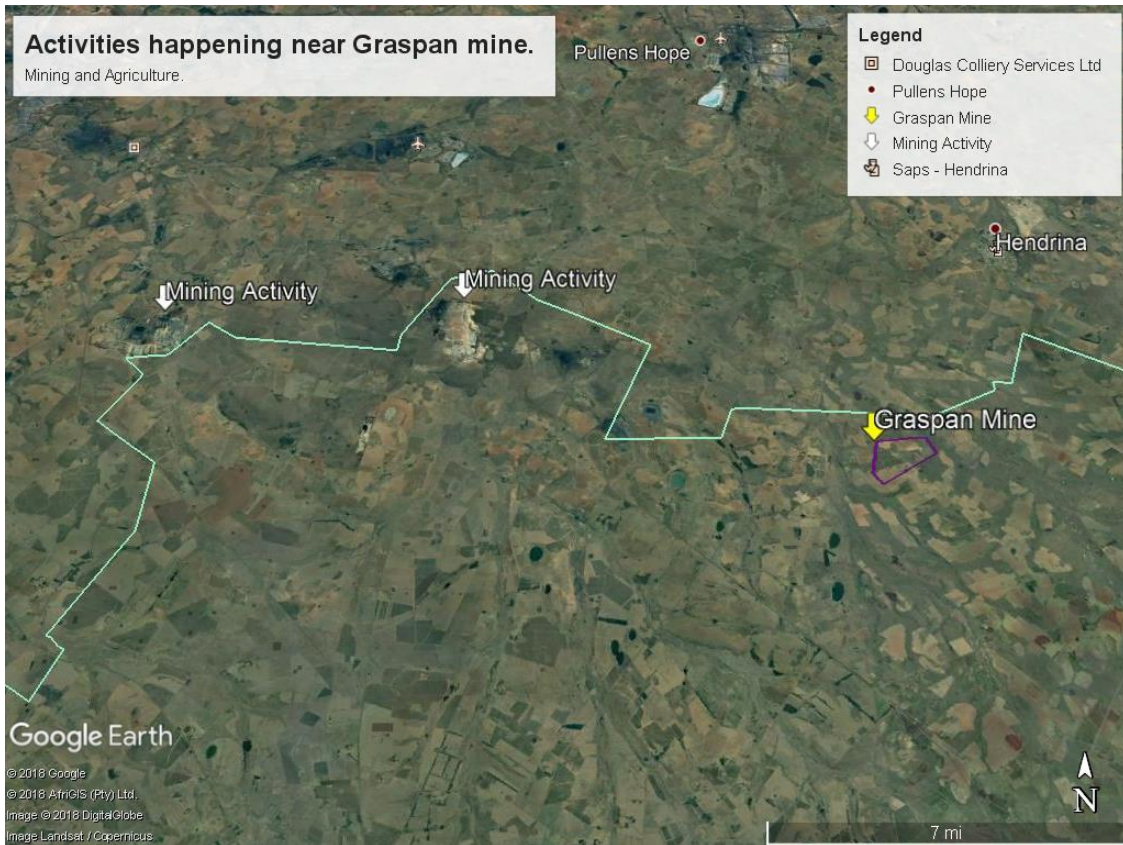 Activities happening near Graspan mine.
Mining and Agriculture.
Legend
Douglas Colliery Services Ltd
Pullens Hope
Graspan Mine
Mining Activity
Saps - Hendrina
Pullens Hope
Hendrina
Mining Activity
Mining Activity
Graspan Mine
Google Earth
© 2018 Google
© 2018 AfriGIS (Pty) Ltd.
Image © 2018 DigitalGlobe
Image Landsat / Copernicus
N
7 mi